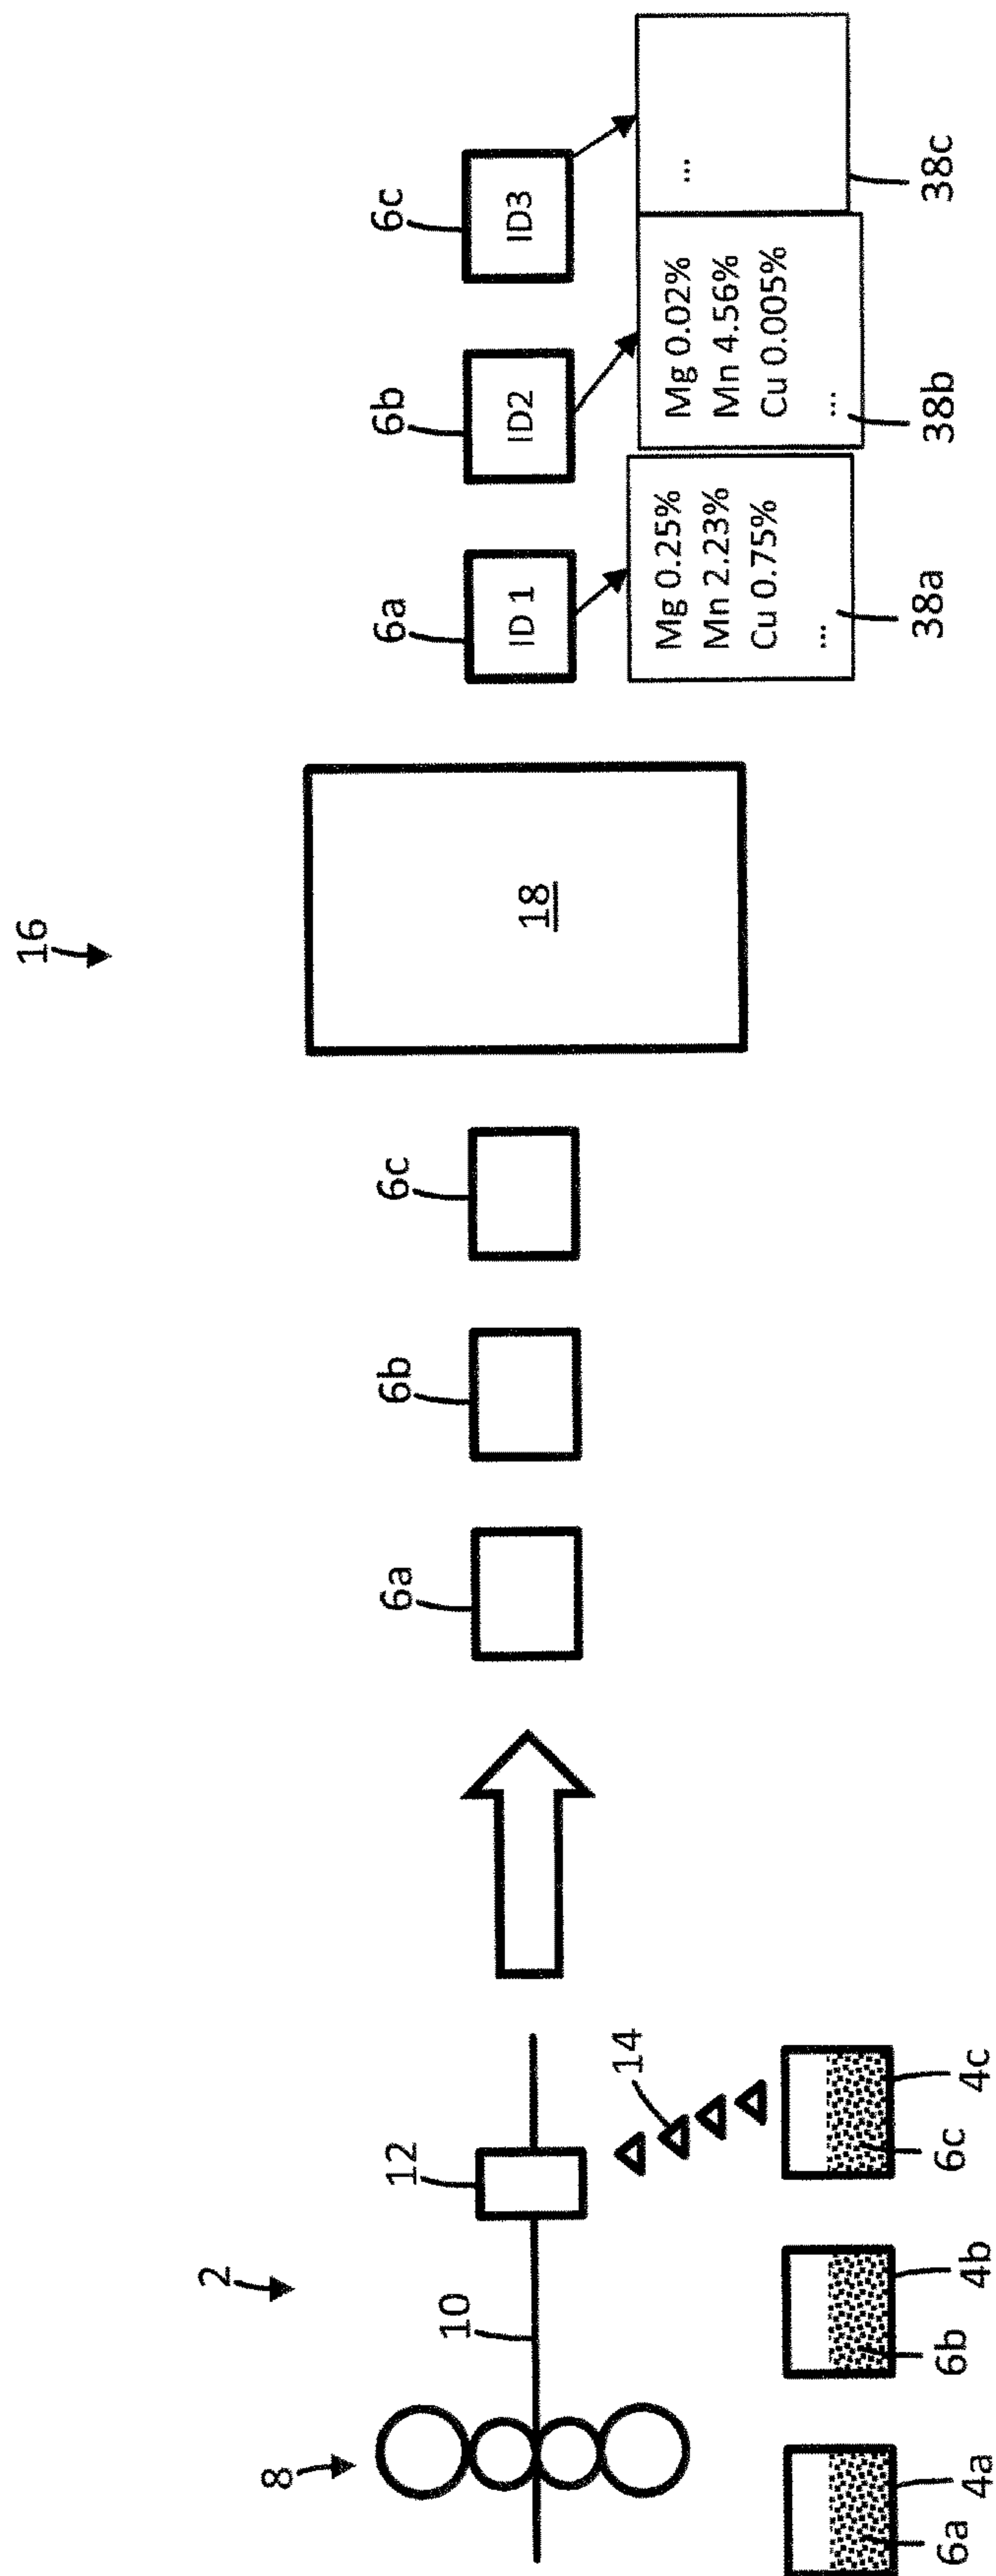 2
8
10
12
14
6a
4a
6b
4b
6c
4c
6a
6b
6c
16
18
6a
6b
6c
ID 1
ID2
ID3
Mg 0.25%
Mn 2.23%
Cu 0.75%
...
38a
Mg 0.02%
Mn 4.56%
Cu 0.005%
...
38b
...
38c